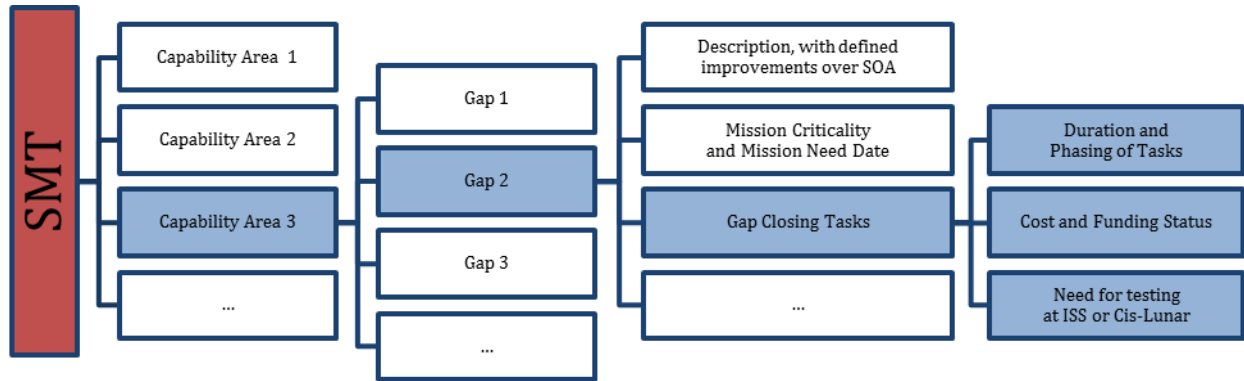 SMT
Capability Area 1
Capability Area 2
Capability Area 3
...
Gap 1
Gap 2
Gap 3
...
Description, with defined
improvements over SOA
Mission Criticality
and Mission Need Date
Gap Closing Tasks
...
Duration and
Phasing of Tasks
Cost and Funding Status
Need for testing
at ISS or Cis-Lunar